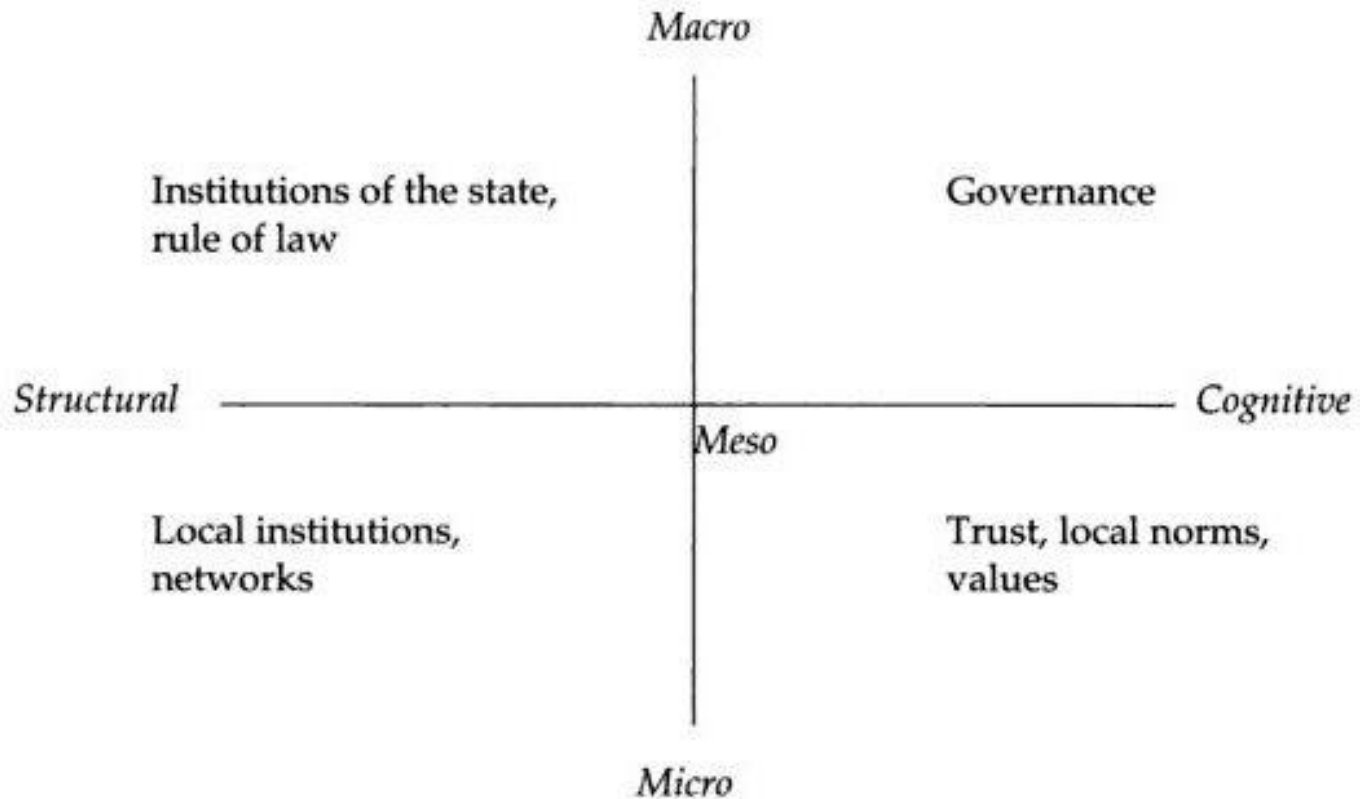 Macro
Institutions of the state,
rule of law
Governance
Structural
Cognitive
Meso
Local institutions,
networks
Trust, local norms,
values
Micro